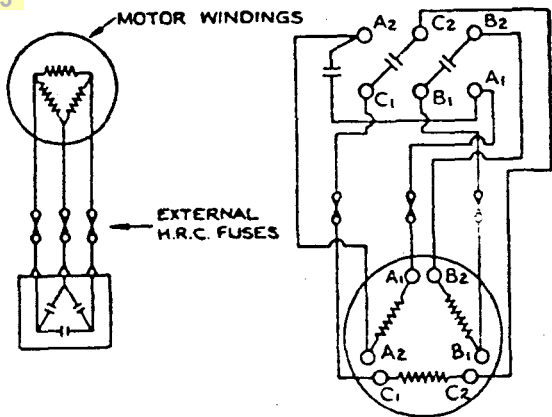 MOTOR WINDINGS
EXTERNAL
H.R.C. FUSES
A2 C2 B2
C1 B1 A1
A1 B2
A2 B1
C1 C2